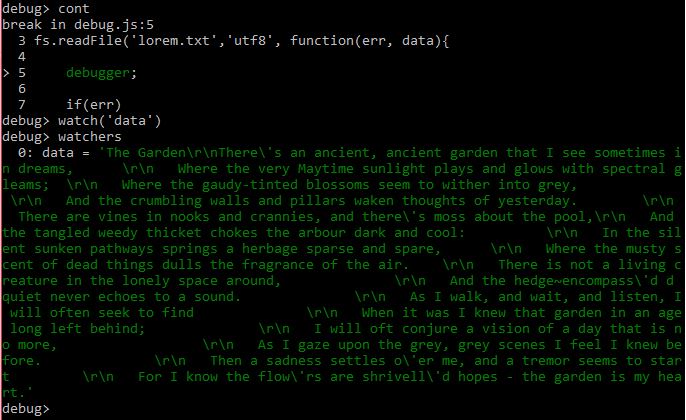 debug> cont
break in debug.js:5
  3 fs.readFile('lorem.txt','utf8', function(err, data){
  4
> 5     debugger;
  6
  7     if(err)
debug> watch('data')
debug> watchers
  0: data = 'The Garden\r\nThere\'s an ancient, ancient garden that I see sometimes i
n dreams,       \r\n   Where the very Maytime sunlight plays and glows with spectral g
leams;  \r\n   Where the gaudy-tinted blossoms seem to wither into grey,
 \r\n   And the crumbling walls and pillars waken thoughts of yesterday.        \r\n
  There are vines in nooks and crannies, and there\'s moss about the pool,\r\n   And
the tangled weedy thicket chokes the arbour dark and cool:          \r\n   In the sil
ent sunken pathways springs a herbage sparse and spare,       \r\n   Where the musty s
cent of dead things dulls the fragrance of the air.    \r\n   There is not a living c
reature in the lonely space around,               \r\n   And the hedge~encompass\'d d
quiet never echoes to a sound.               \r\n   As I walk, and wait, and listen, I
 will often seek to find               \r\n   When it was I knew that garden in an age
 long left behind;               \r\n   I will oft conjure a vision of a day that is n
o more,                   \r\n   As I gaze upon the grey, grey scenes I feel I knew be
fore.               \r\n   Then a sadness settles o\'er me, and a tremor seems to star
t          \r\n   For I know the flow\'rs are shrivell\'d hopes - the garden is my hea
rt.'
debug>